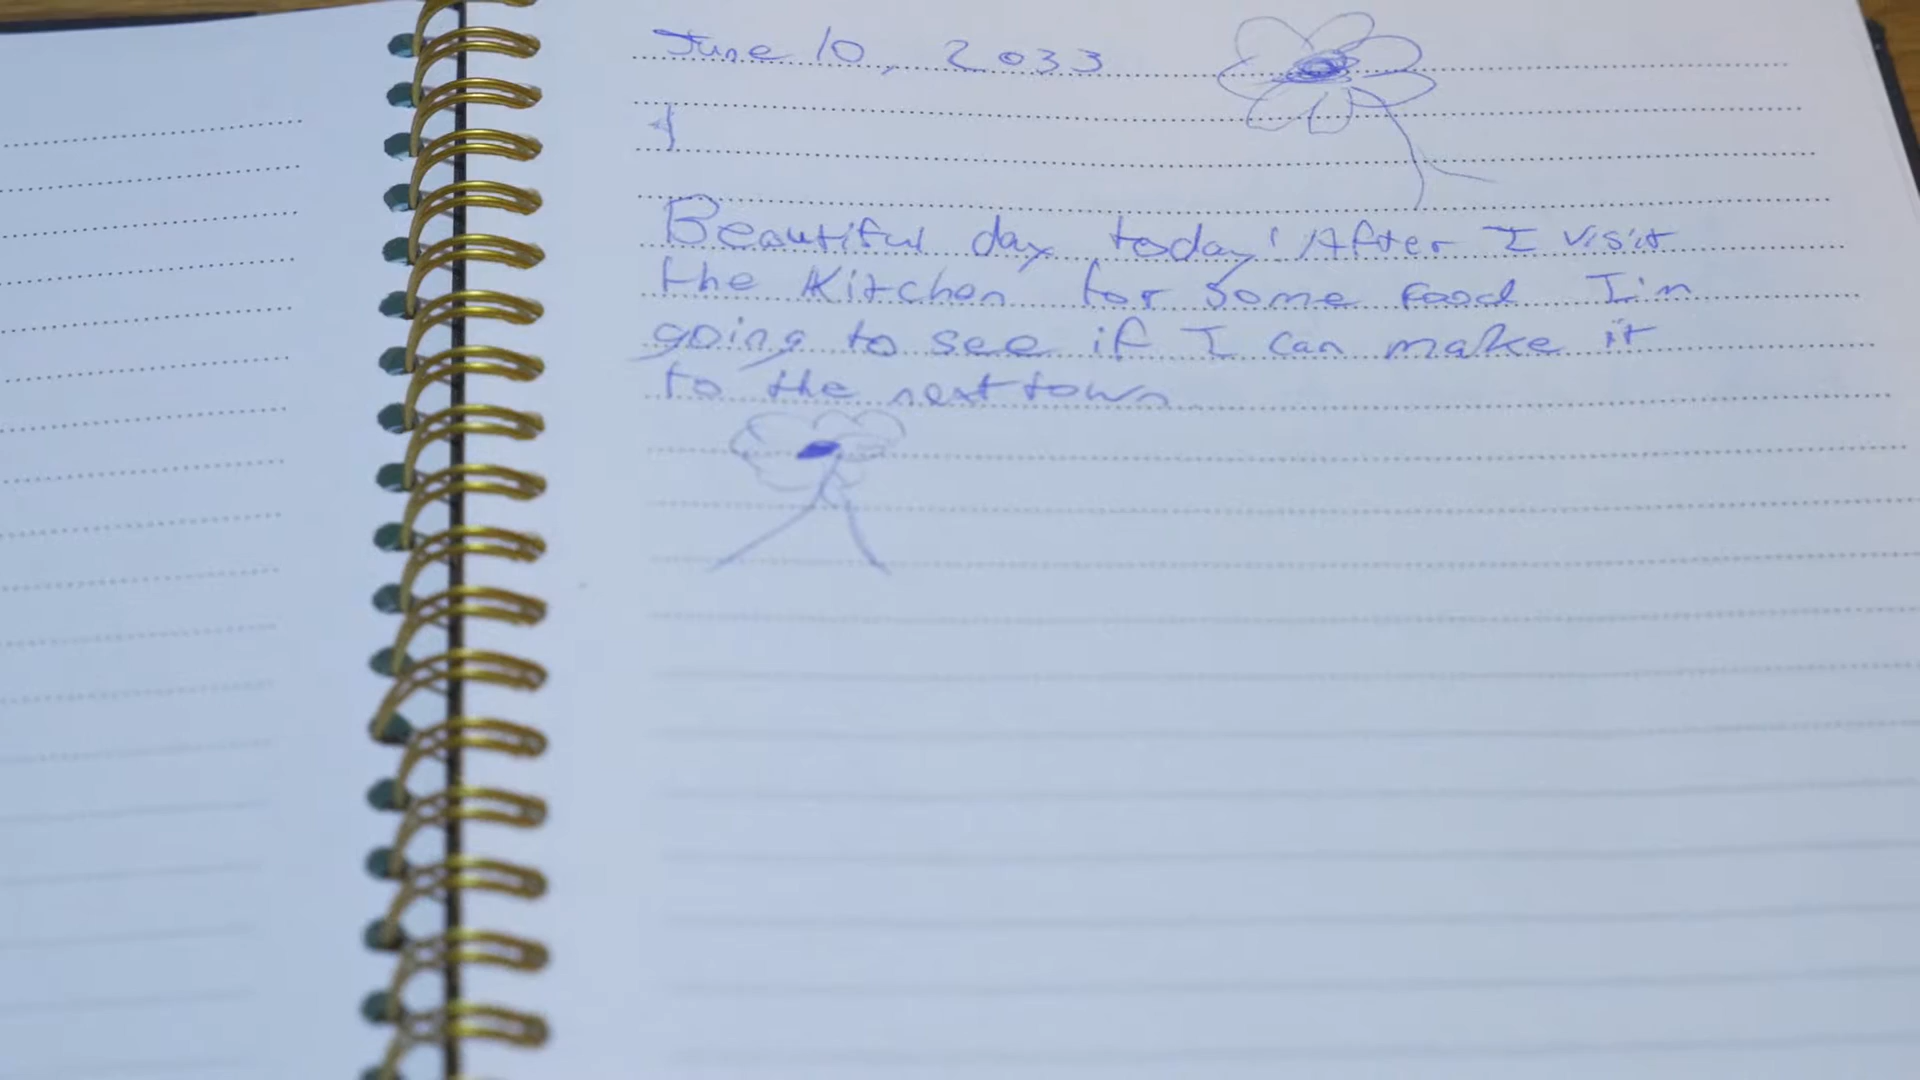 June 10, 2033
Beautiful day today! After I visit
the Kitchen for some food I'm
going to see if I can make it
to the next town